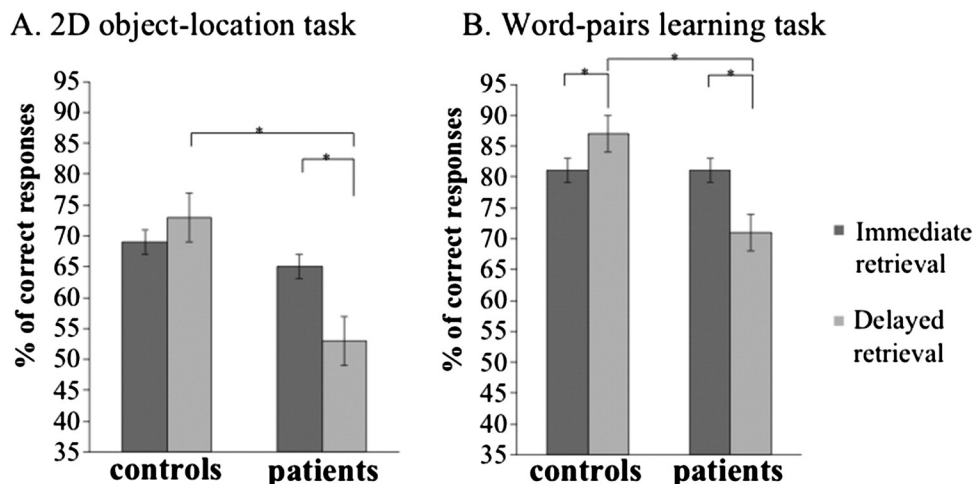 A. 2D object-location task
B. Word-pairs learning task
% of correct responses
95
90
85
80
75
70
65
60
55
50
45
40
35
*
*
controls
patients
% of correct responses
95
90
85
80
75
70
65
60
55
50
45
40
35
*
*
*
controls
patients
Immediate
retrieval
Delayed
retrieval